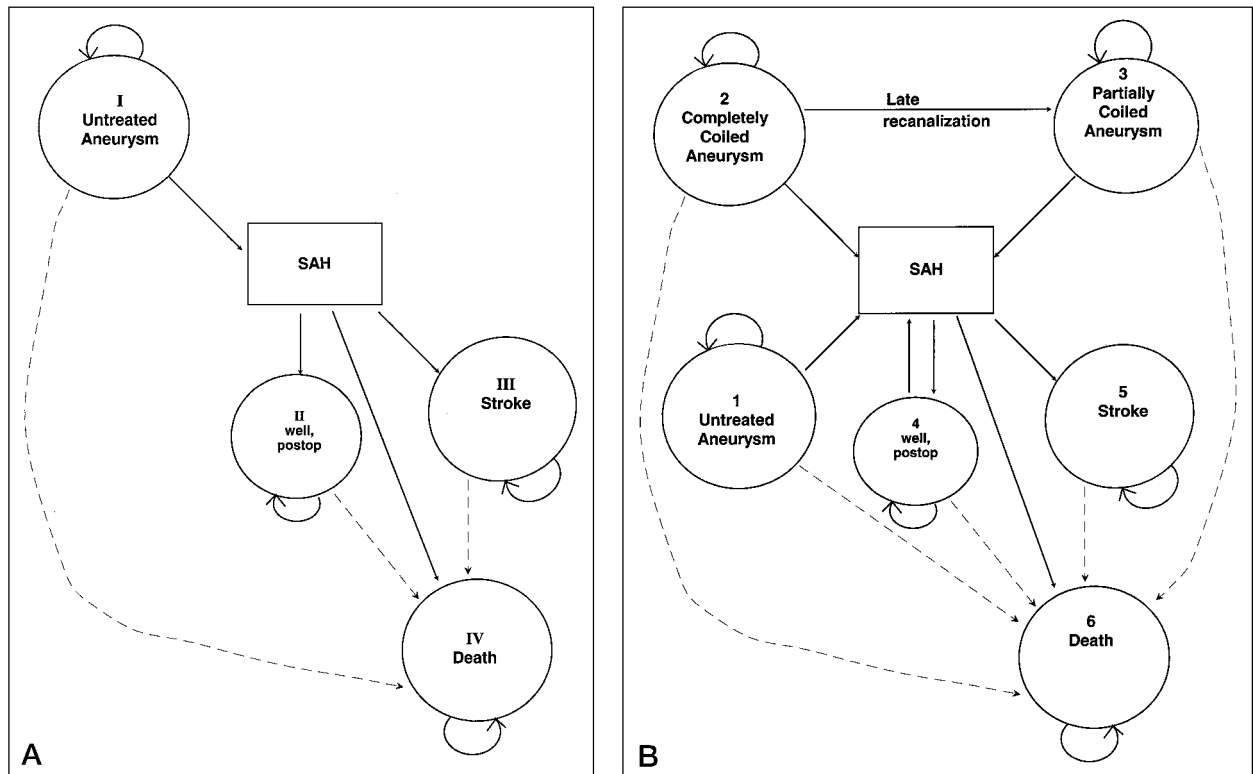 I
Untreated
Aneurysm
SAH
II
well,
postop
III
Stroke
IV
Death
A
2
Completely
Coiled
Aneurysm
Late
recanalization
3
Partially
Coiled
Aneurysm
SAH
1
Untreated
Aneurysm
4
well,
postop
5
Stroke
6
Death
B